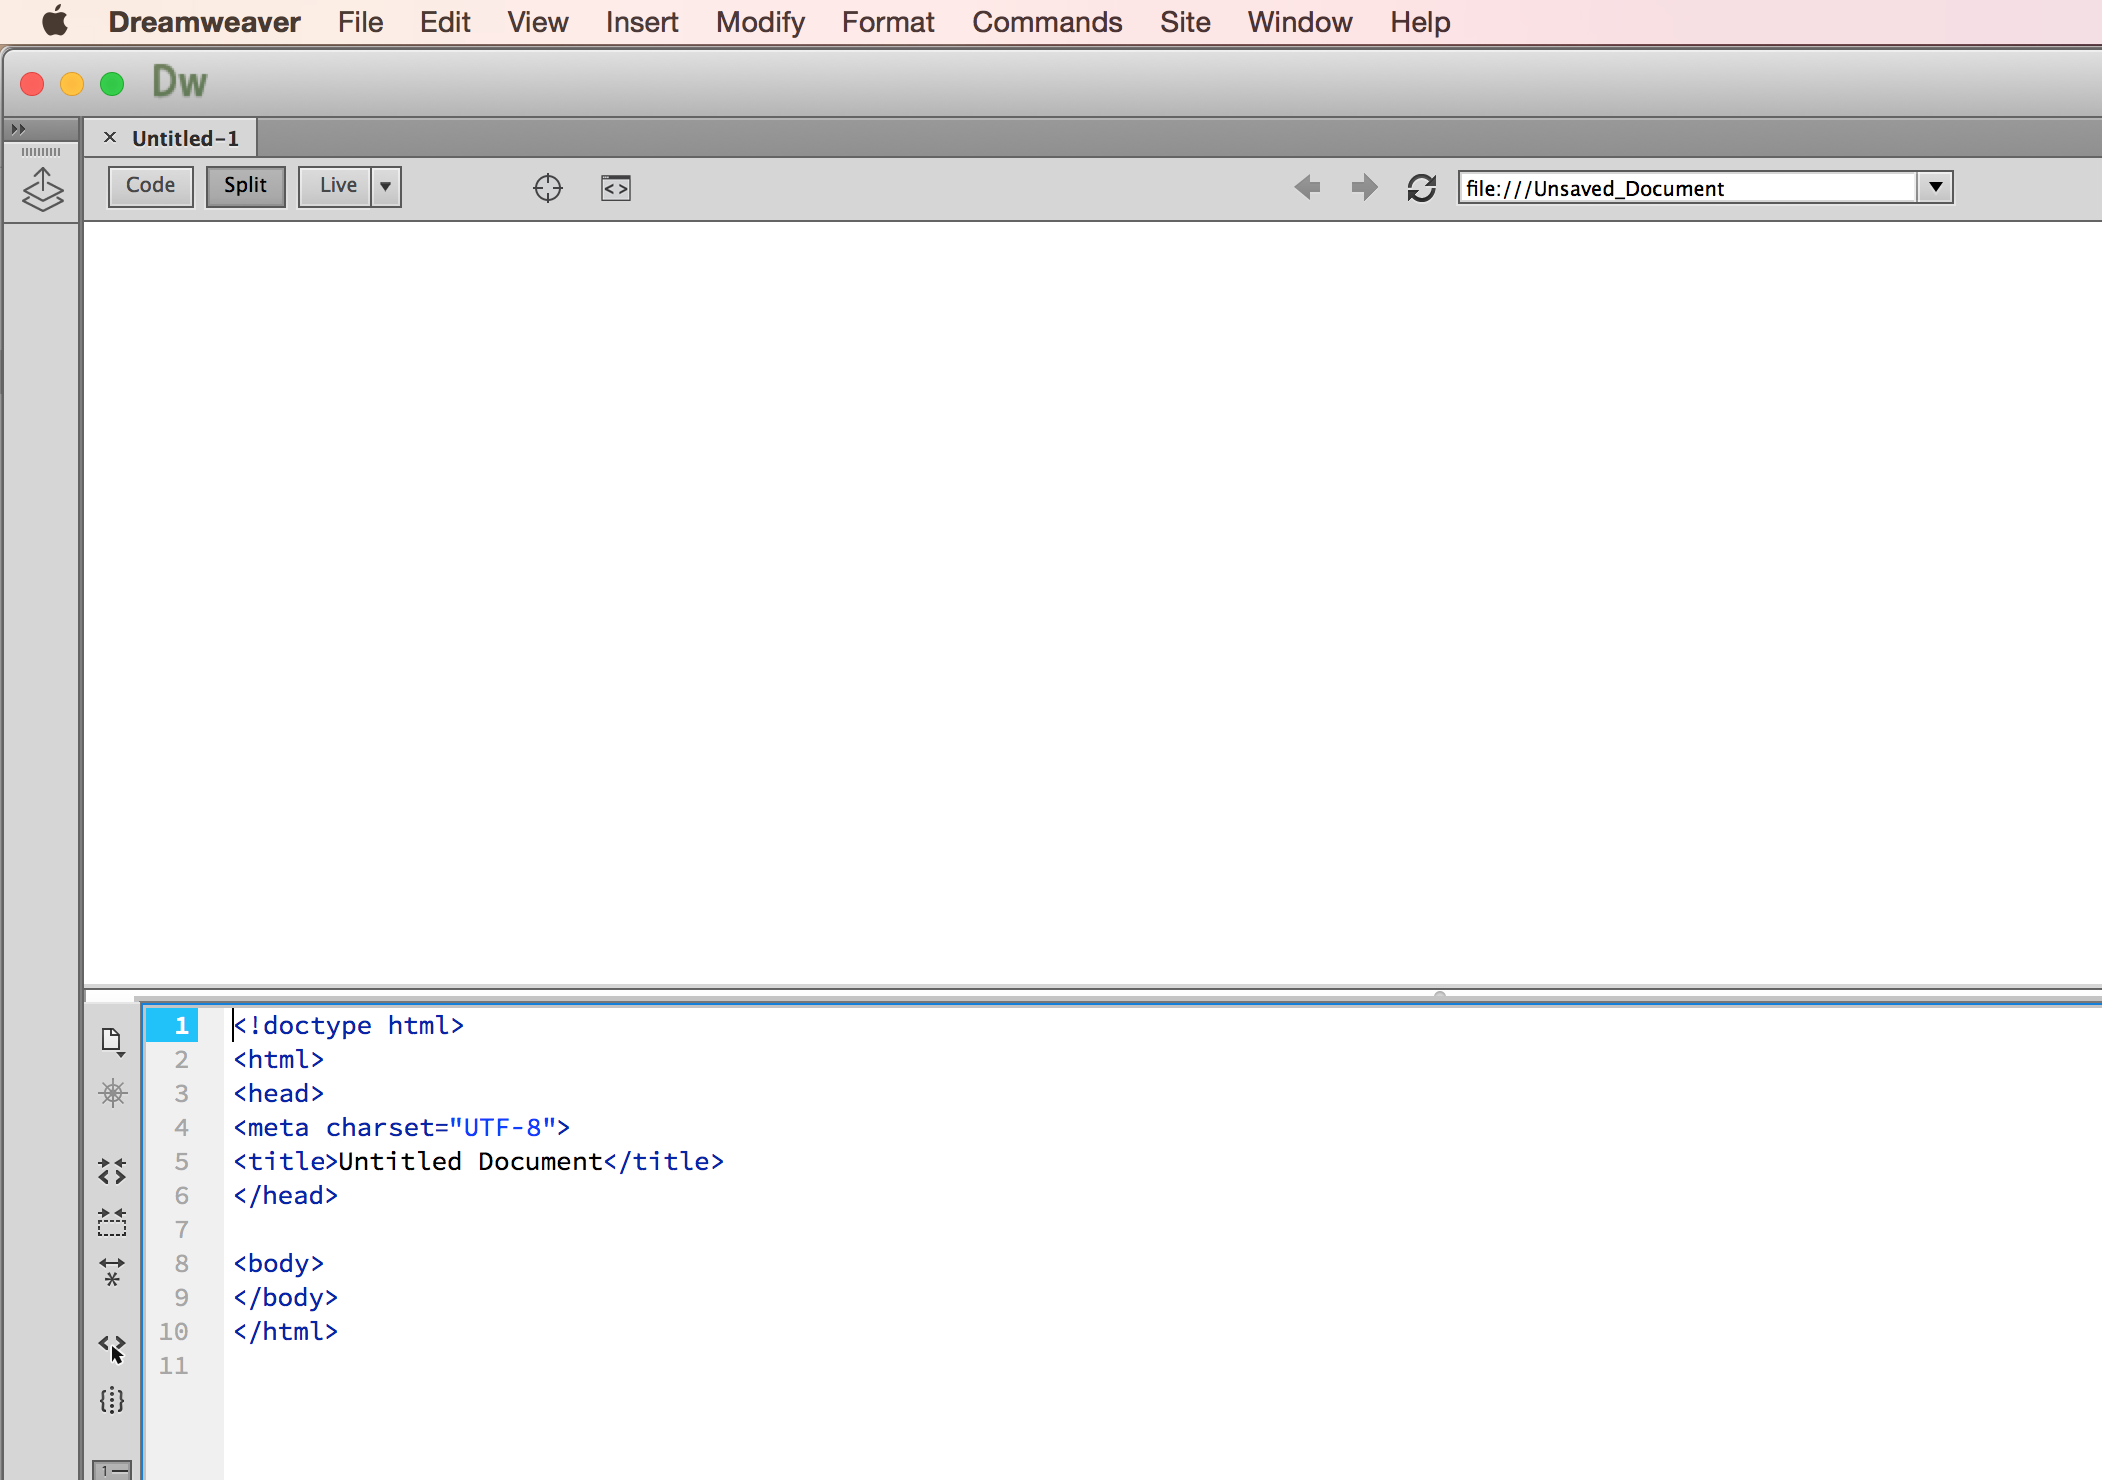 Dreamweaver File Edit View Insert Modify Format Commands Site Window Help
Dw
× Untitled-1
Code Split Live file:///Unsaved_Document
1 <!doctype html>
2 <html>
3 <head>
4 <meta charset="UTF-8">
5 <title>Untitled Document</title>
6 </head>
7
8 <body>
9 </body>
10 </html>
11
1